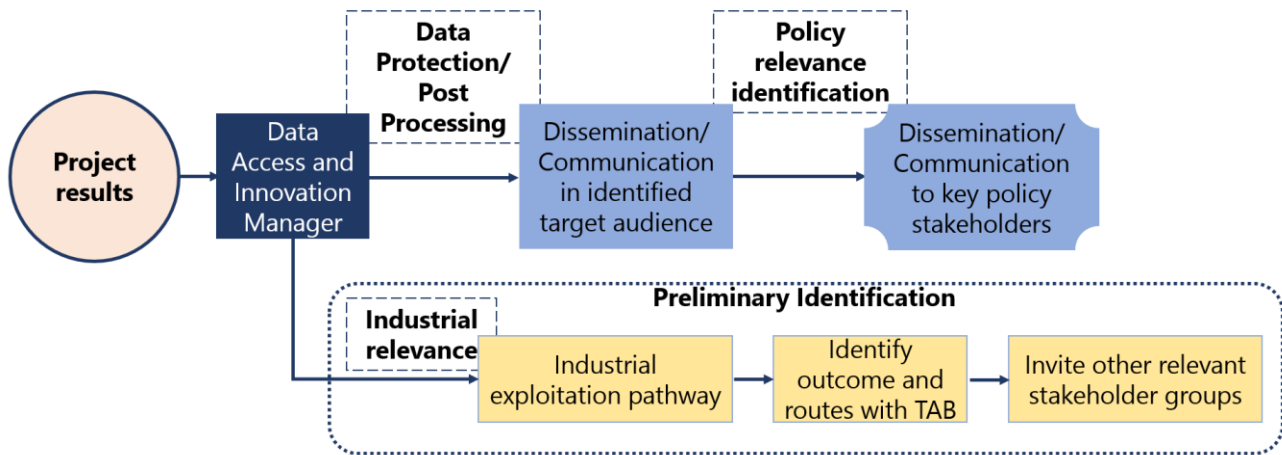 Data
Protection/
Post
Processing
Policy
relevance
identification
Project
results
Data
Access and
Innovation
Manager
Dissemination/
Communication
in identified
target audience
Dissemination/
Communication
to key policy
stakeholders
Preliminary Identification
Industrial
relevance
Industrial
exploitation pathway
Identify
outcome and
routes with TAB
Invite other relevant
stakeholder groups